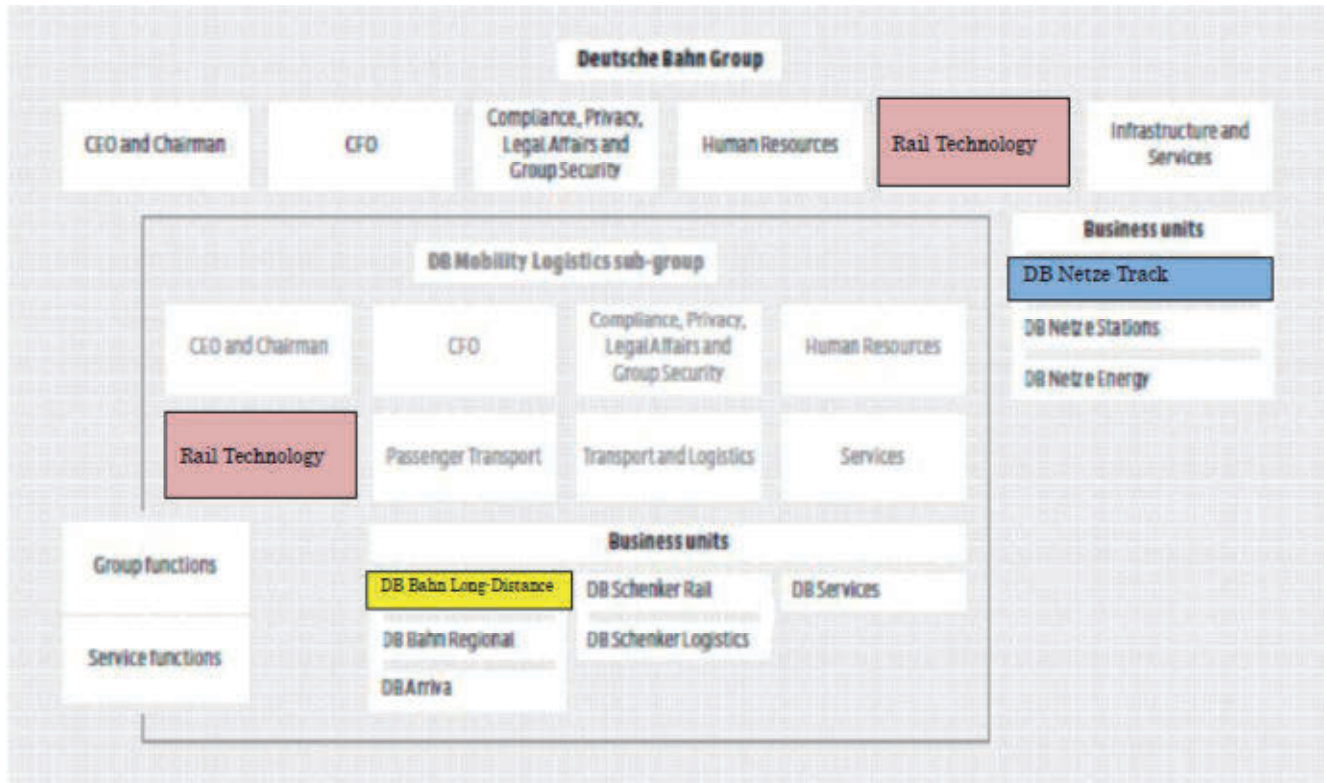 Deutsche Bahn Group
CEO and Chairman
CFO
Compliance, Privacy,
Legal Affairs and
Group Security
Human Resources
Rail Technology
Infrastructure and
Services
Business units
DB Netze Track
DB Netze Stations
DB Netze Energy
DB Mobility Logistics sub-group
CEO and Chairman
CFO
Compliance, Privacy,
Legal Affairs and
Group Security
Human Resources
Rail Technology
Passenger Transport
Transport and Logistics
Services
Group functions
Service functions
Business units
DB Bahn Long-Distance
DB Bahn Regional
DB Arriva
DB Schenker Rail
DB Schenker Logistics
DB Services